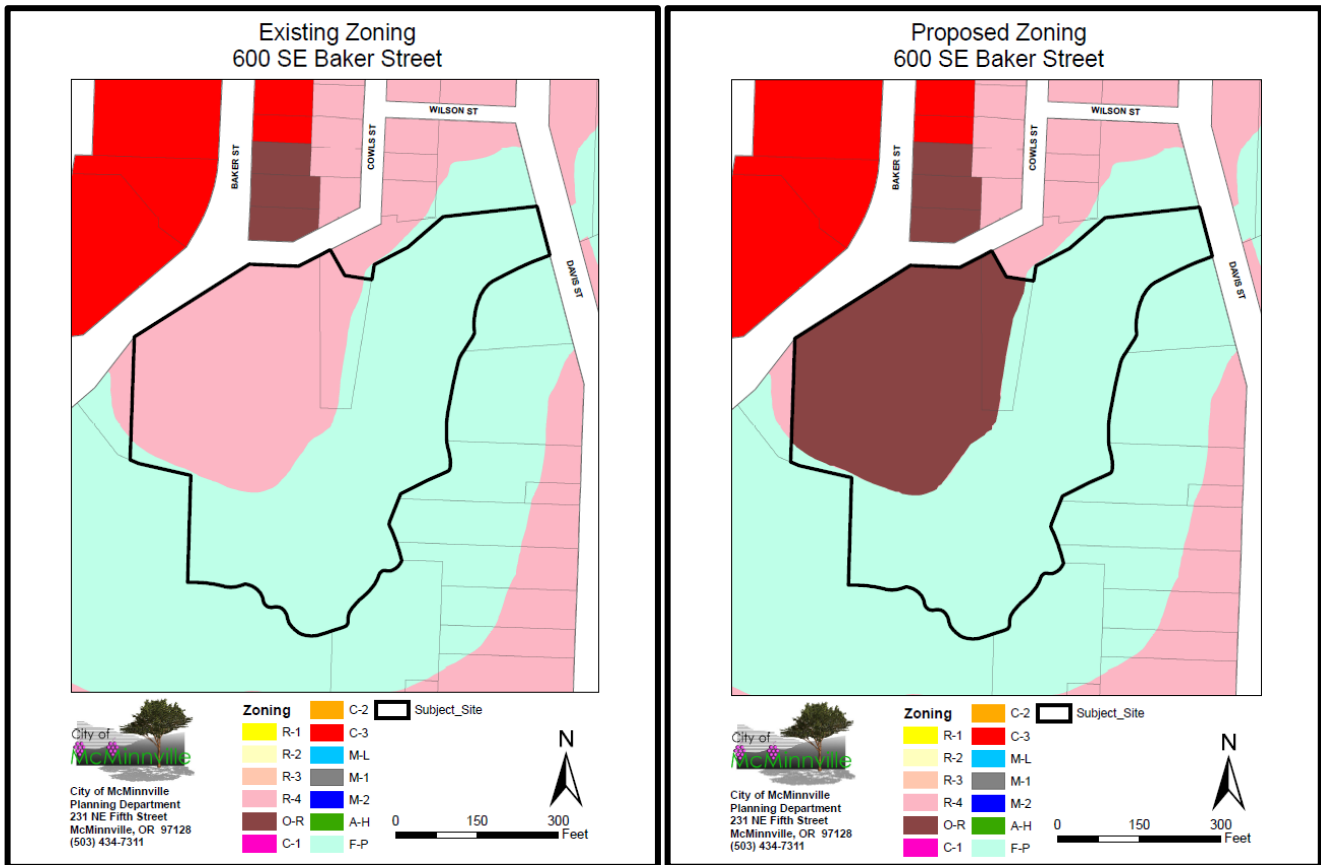 Existing Zoning
600 SE Baker Street
WILSON ST
COWLS ST
BAKER ST
DAVIS ST
City of
McMinnville
City of McMinnville
Planning Department
231 NE Fifth Street
McMinnville, OR 97128
(503) 434-7311
Zoning
R-1
R-2
R-3
R-4
O-R
C-1
C-2
C-3
M-L
M-1
M-2
A-H
F-P
Subject_Site
N
0 150 300
Feet
Proposed Zoning
600 SE Baker Street
WILSON ST
COWLS ST
BAKER ST
DAVIS ST
City of
McMinnville
City of McMinnville
Planning Department
231 NE Fifth Street
McMinnville, OR 97128
(503) 434-7311
Zoning
R-1
R-2
R-3
R-4
O-R
C-1
C-2
C-3
M-L
M-1
M-2
A-H
F-P
Subject_Site
N
0 150 300
Feet